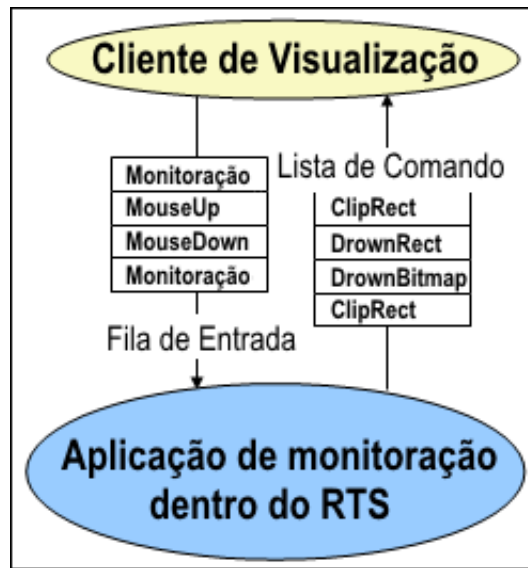 Cliente de Visualização
Monitoração
MouseUp
MouseDown
Monitoração
Fila de Entrada
Lista de Comando
ClipRect
DrownRect
DrownBitmap
ClipRect
Aplicação de monitoração
dentro do RTS